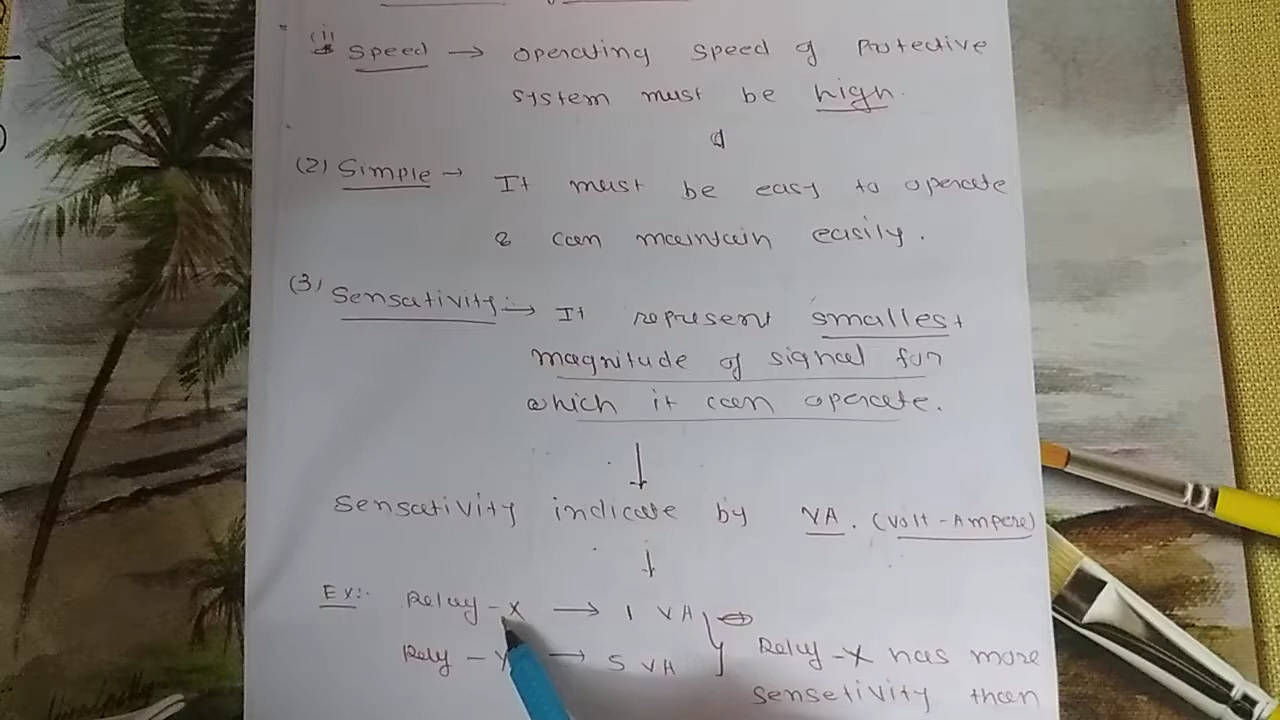 (1) Speed → operating speed of Protective
system must be high.
(2) Simple → It must be easy to operate
& can maintain easily.
(3) Sensativity :→ It represent smallest
magnitude of signal for
which it can operate.
↓
Sensativity indicate by VA. (Volt-Ampere)
↓
Ex:- Relay-X → 1 VA
Rely-Y → 5 VA } Relay-X has more
sensetivity than